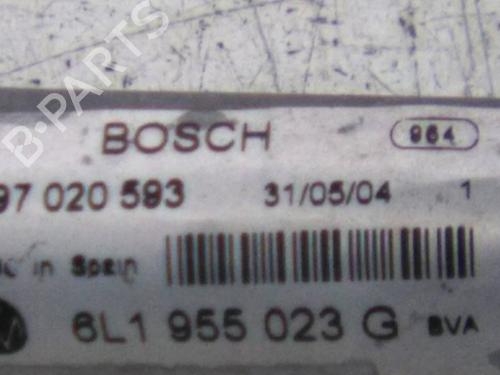 B-PARTS
BOSCH 964
97 020 593 31/05/04 1
in Spain
6L1 955 023 G BVA